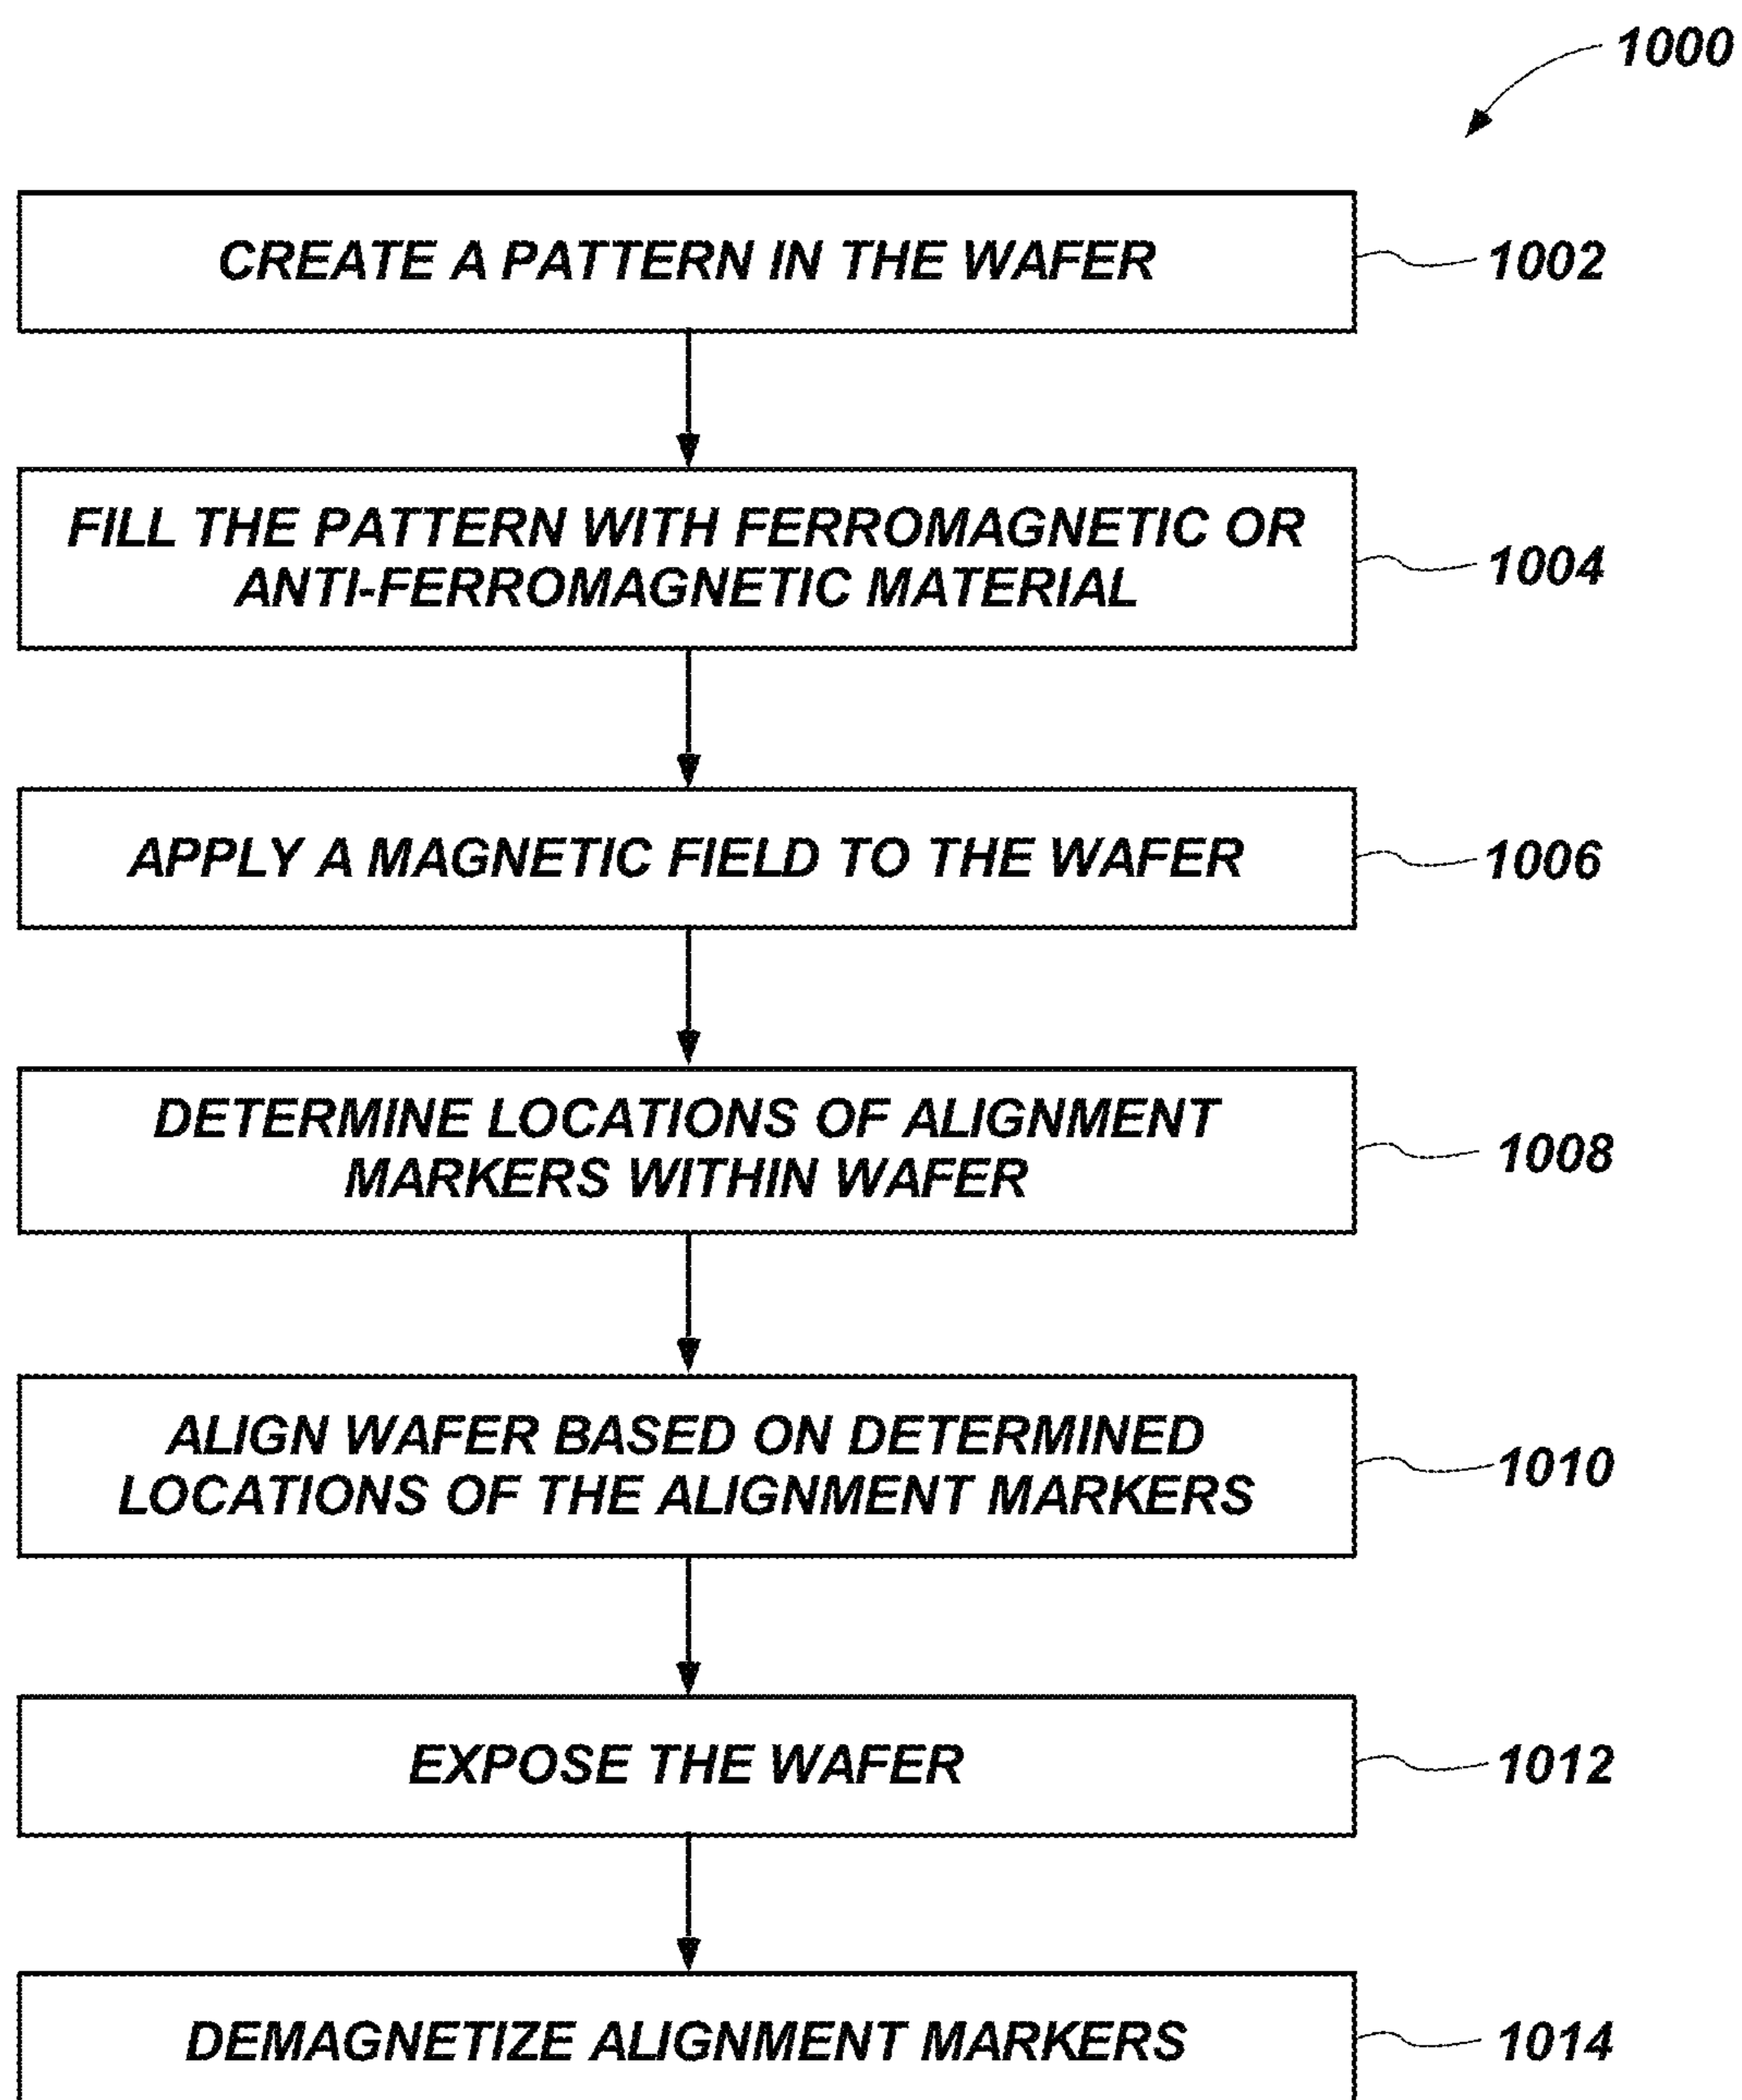 1000
CREATE A PATTERN IN THE WAFER
1002
FILL THE PATTERN WITH FERROMAGNETIC OR
ANTI-FERROMAGNETIC MATERIAL
1004
APPLY A MAGNETIC FIELD TO THE WAFER
1006
DETERMINE LOCATIONS OF ALIGNMENT
MARKERS WITHIN WAFER
1008
ALIGN WAFER BASED ON DETERMINED
LOCATIONS OF THE ALIGNMENT MARKERS
1010
EXPOSE THE WAFER
1012
DEMAGNETIZE ALIGNMENT MARKERS
1014